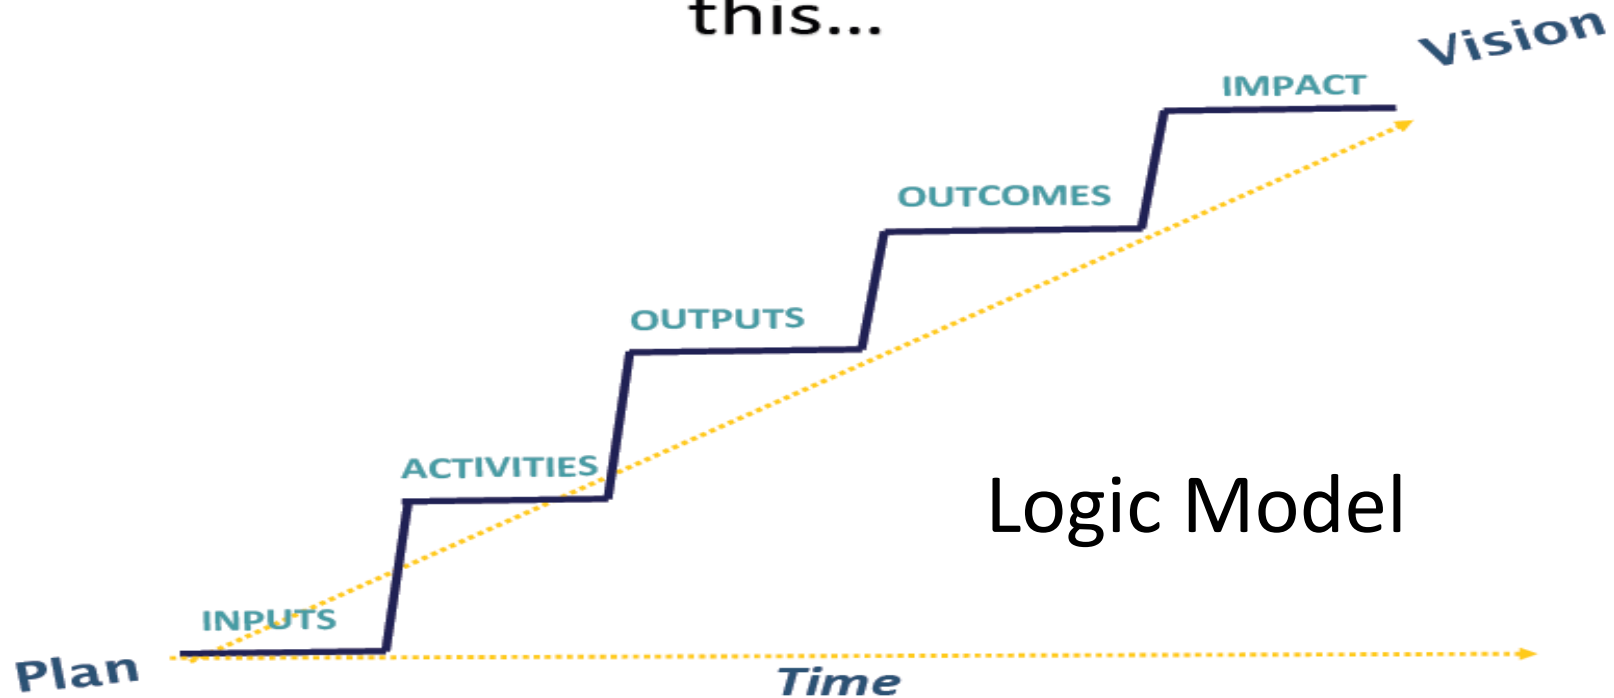 this...
Vision
IMPACT
OUTCOMES
OUTPUTS
ACTIVITIES
Logic Model
INPUTS
Plan
Time